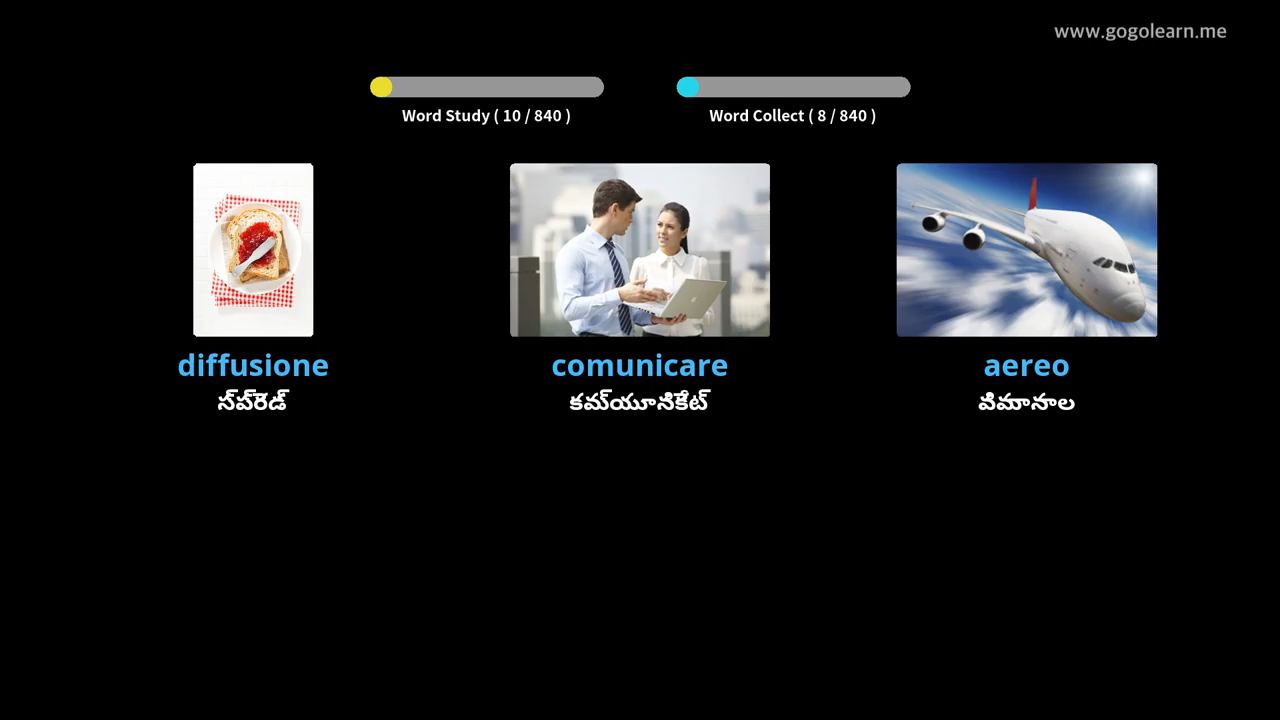 www.gogolearn.me
Word Study ( 10 / 840 )
Word Collect ( 8 / 840 )
diffusione
comunicare
aereo
స్ప్రెడ్
కమ్యూనికేట్
విమానాల